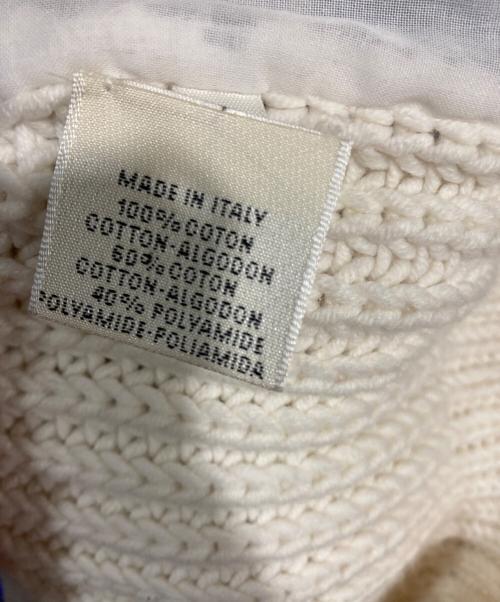 MADE IN ITALY
100% COTON
COTTON-ALGODON
60% COTON
COTTON-ALGODON
40% POLYAMIDE
POLYAMIDE-POLIAMIDA